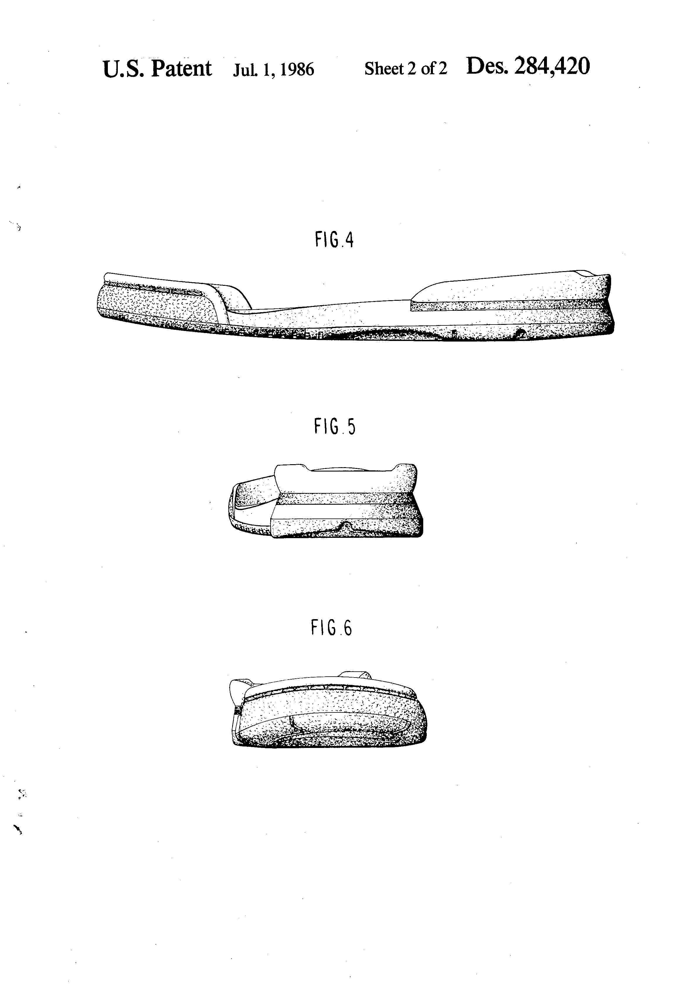 U.S. Patent Jul. 1, 1986 Sheet 2 of 2 Des. 284,420
FIG.4
FIG.5
FIG.6